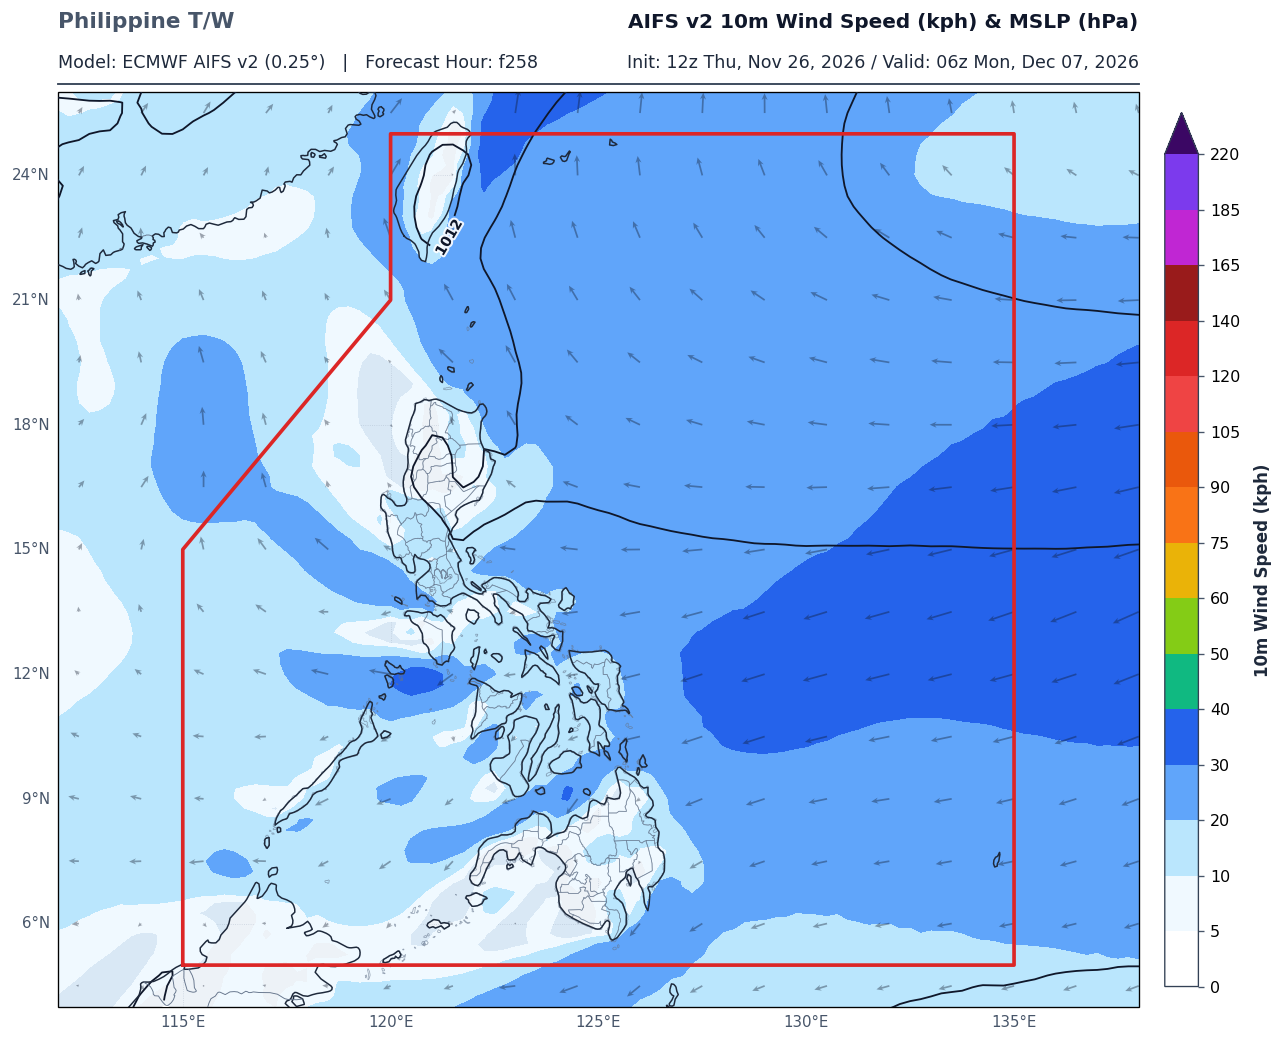 Philippine T/W
AIFS v2 10m Wind Speed (kph) & MSLP (hPa)
Model: ECMWF AIFS v2 (0.25°) | Forecast Hour: f258
Init: 12z Thu, Nov 26, 2026 / Valid: 06z Mon, Dec 07, 2026
24°N
21°N
18°N
15°N
12°N
9°N
6°N
1012
115°E
120°E
125°E
130°E
135°E
220
185
165
140
120
105
90
75
60
50
40
30
20
10
5
0
10m Wind Speed (kph)